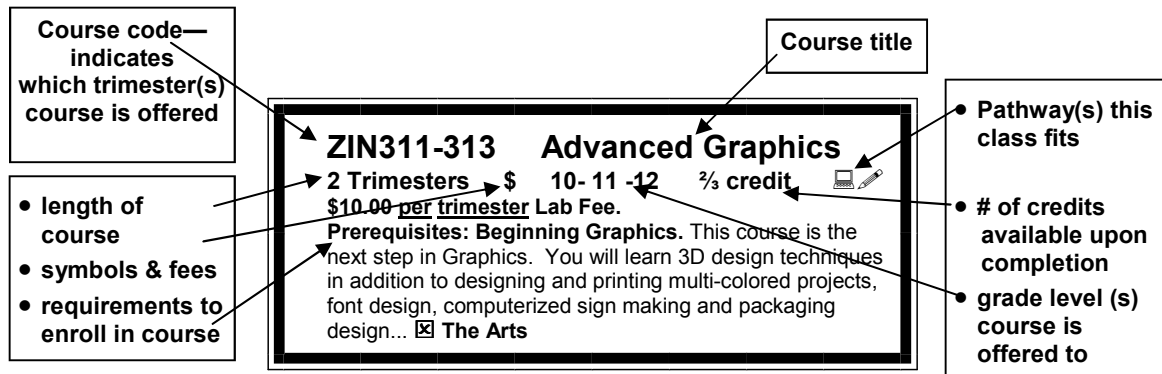 Course code—
indicates
which trimester(s)
course is offered
Course title
• length of
course
• symbols & fees
• requirements to
enroll in course
ZIN311-313 Advanced Graphics
2 Trimesters $ 10- 11 -12 ⅔ credit
$10.00 per trimester Lab Fee.
Prerequisites: Beginning Graphics. This course is the
next step in Graphics. You will learn 3D design techniques
in addition to designing and printing multi-colored projects,
font design, computerized sign making and packaging
design... ☒ The Arts
• Pathway(s) this
class fits
• # of credits
available upon
completion
• grade level (s)
course is
offered to